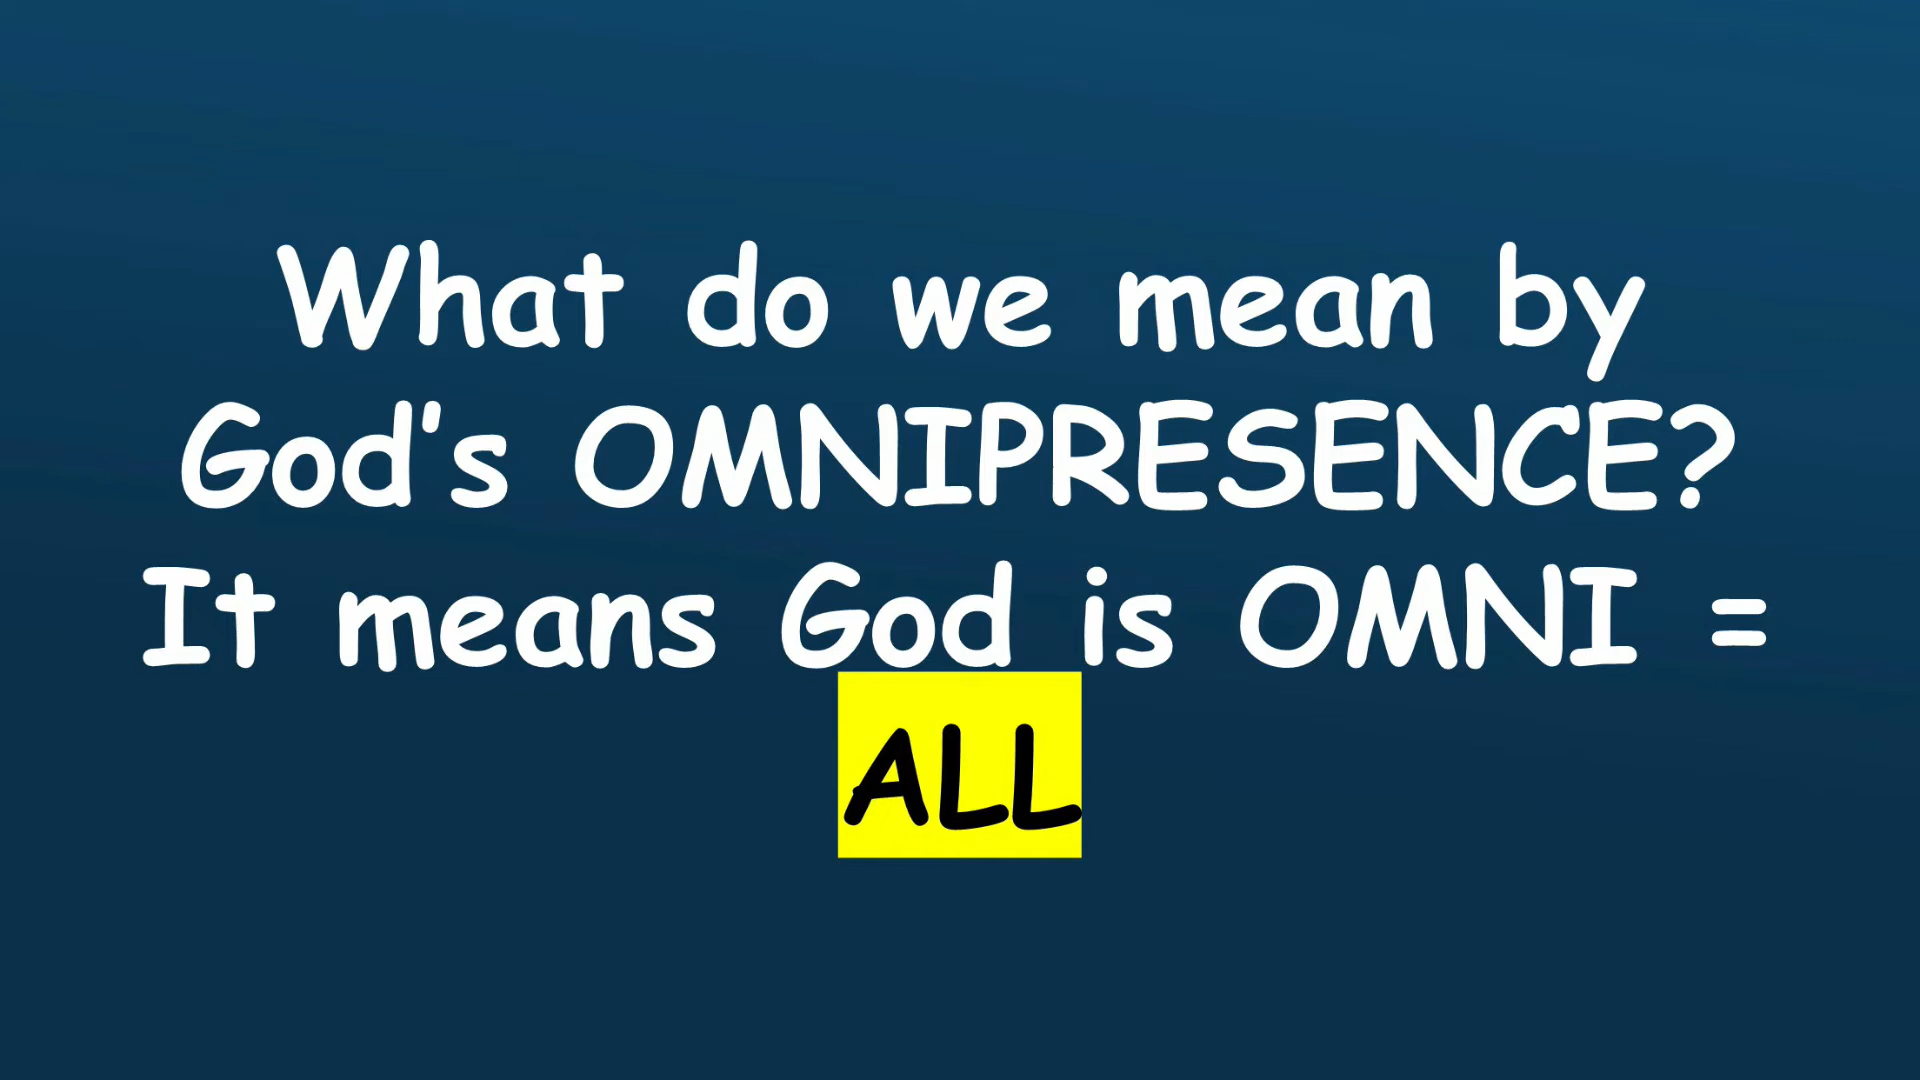 What do we mean by
God's OMNIPRESENCE?
It means God is OMNI =
ALL